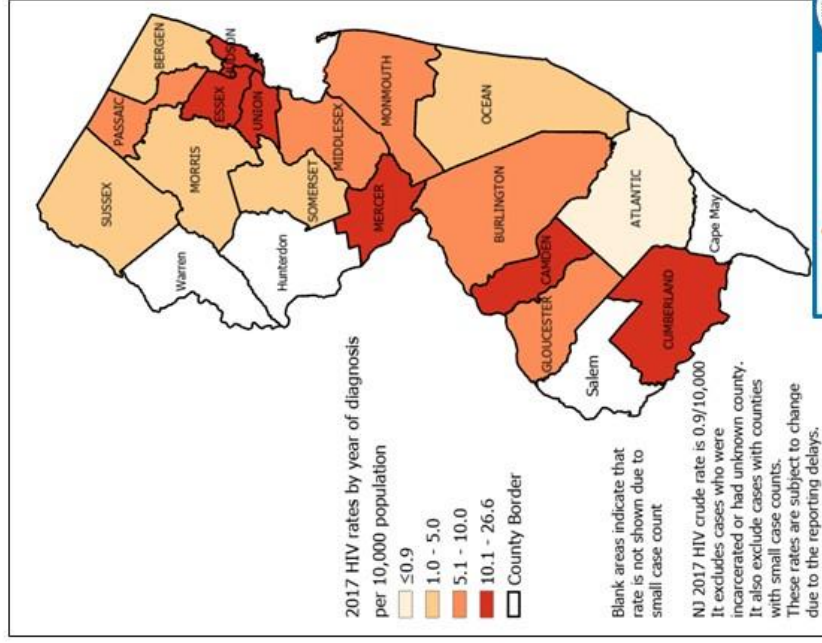 SUSSEX
PASSAIC
BERGEN
Warren
MORRIS
ESSEX
HUDSON
UNION
Hunterdon
SOMERSET
MIDDLESEX
MERCER
MONMOUTH
OCEAN
BURLINGTON
CAMDEN
GLOUCESTER
Salem
ATLANTIC
CUMBERLAND
Cape May
2017 HIV rates by year of diagnosis
per 10,000 population
≤0.9
1.0 - 5.0
5.1 - 10.0
10.1 - 26.6
County Border
Blank areas indicate that
rate is not shown due to
small case count
NJ 2017 HIV crude rate is 0.9/10,000
It excludes cases who were
incarcerated or had unknown county.
It also exclude cases with counties
with small case counts.
These rates are subject to change
due to the reporting delays.